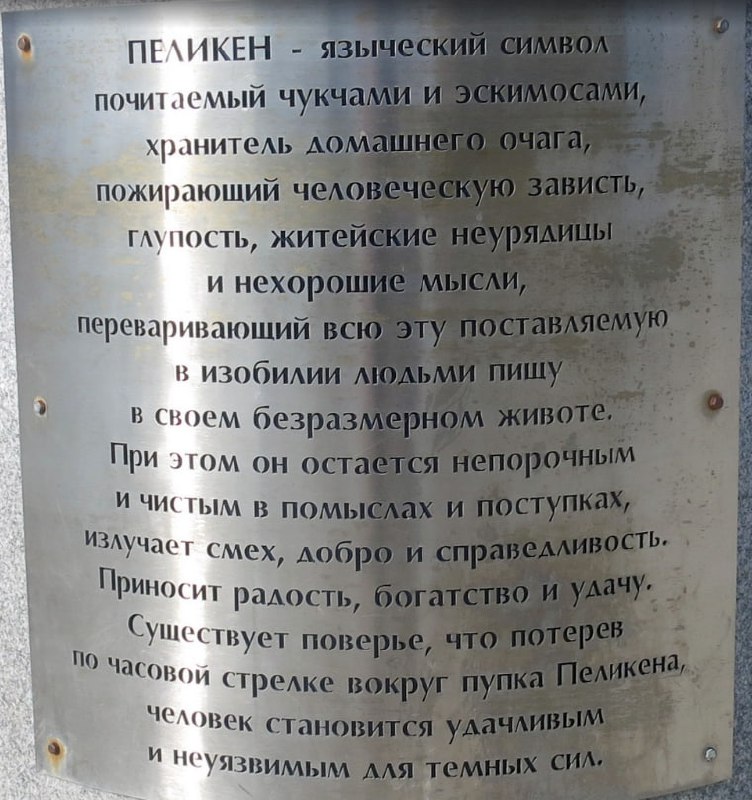 ПЕЛИКЕН - языческий символ
почитаемый чукчами и эскимосами,
хранитель домашнего очага,
пожирающий человеческую зависть,
глупость, житейские неурядицы
и нехорошие мысли,
переваривающий всю эту поставляемую
в изобилии людьми пищу
в своем безразмерном животе.
При этом он остается непорочным
и чистым в помыслах и поступках,
излучает смех, добро и справедливость.
Приносит радость, богатство и удачу.
Существует поверье, что потерев
по часовой стрелке вокруг пупка Пеликена,
человек становится удачливым
и неуязвимым для темных сил.